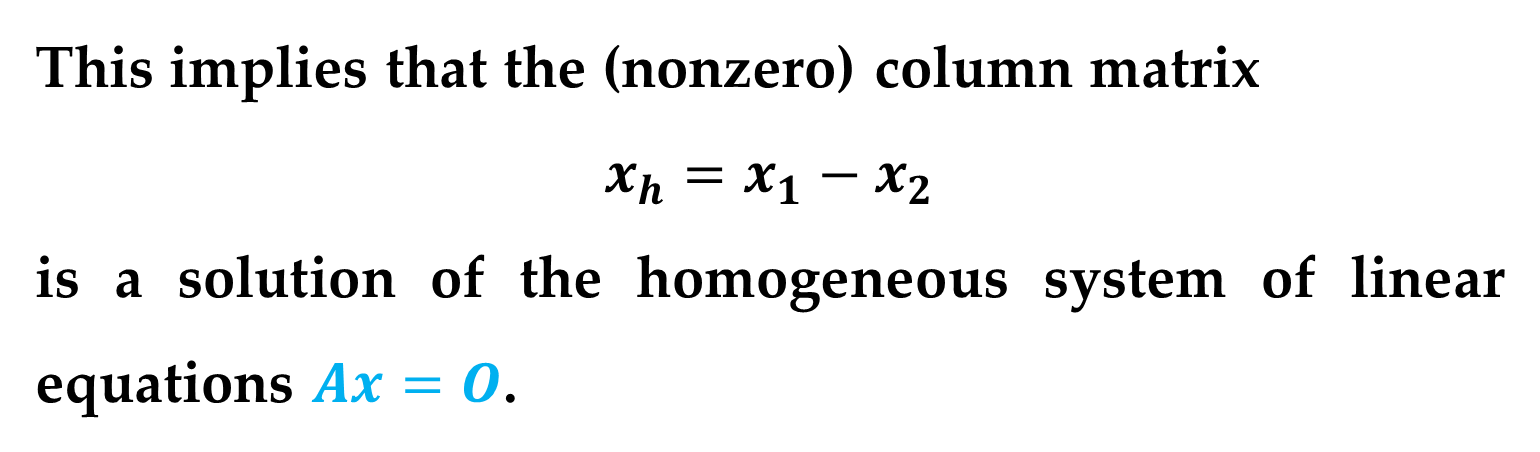 This implies that the (nonzero) column matrix
xₕ = x₁ − x₂
is a solution of the homogeneous system of linear
equations Ax = O.